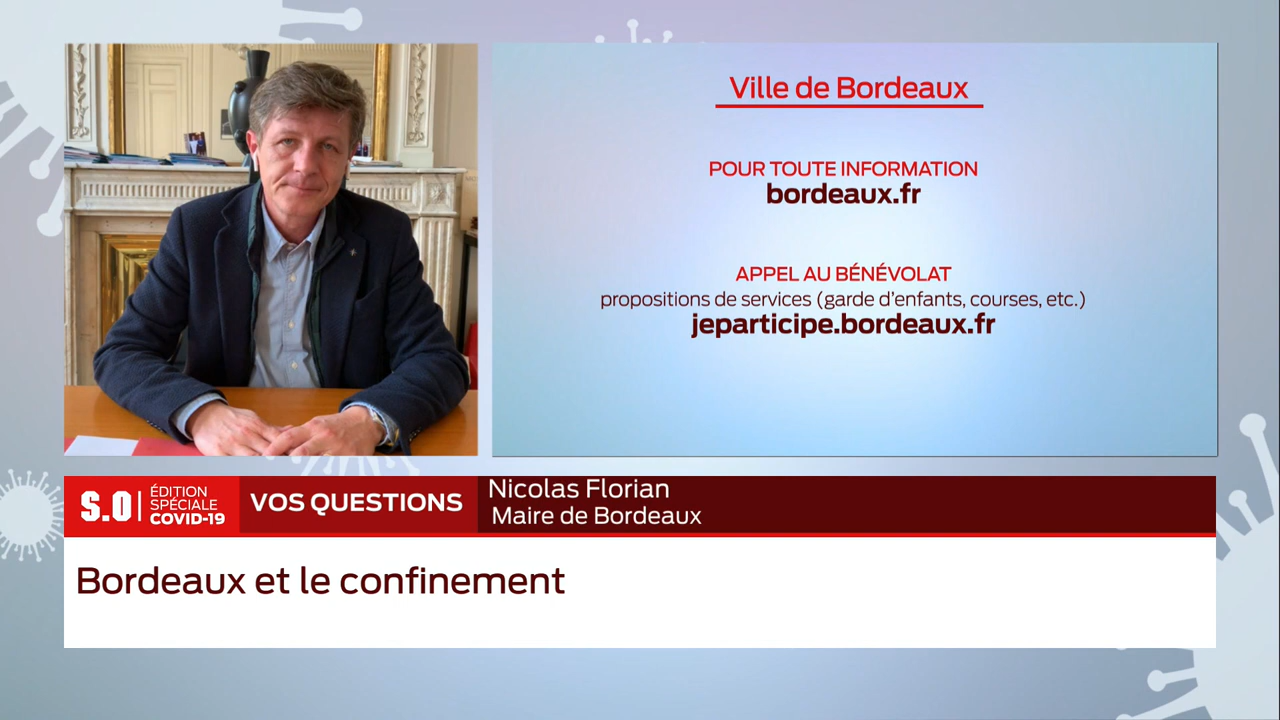 Ville de Bordeaux
POUR TOUTE INFORMATION
bordeaux.fr
APPEL AU BÉNÉVOLAT
propositions de services (garde d'enfants, courses, etc.)
jeparticipe.bordeaux.fr
S.O
ÉDITION
SPÉCIALE
COVID-19
VOS QUESTIONS
Nicolas Florian
Maire de Bordeaux
Bordeaux et le confinement